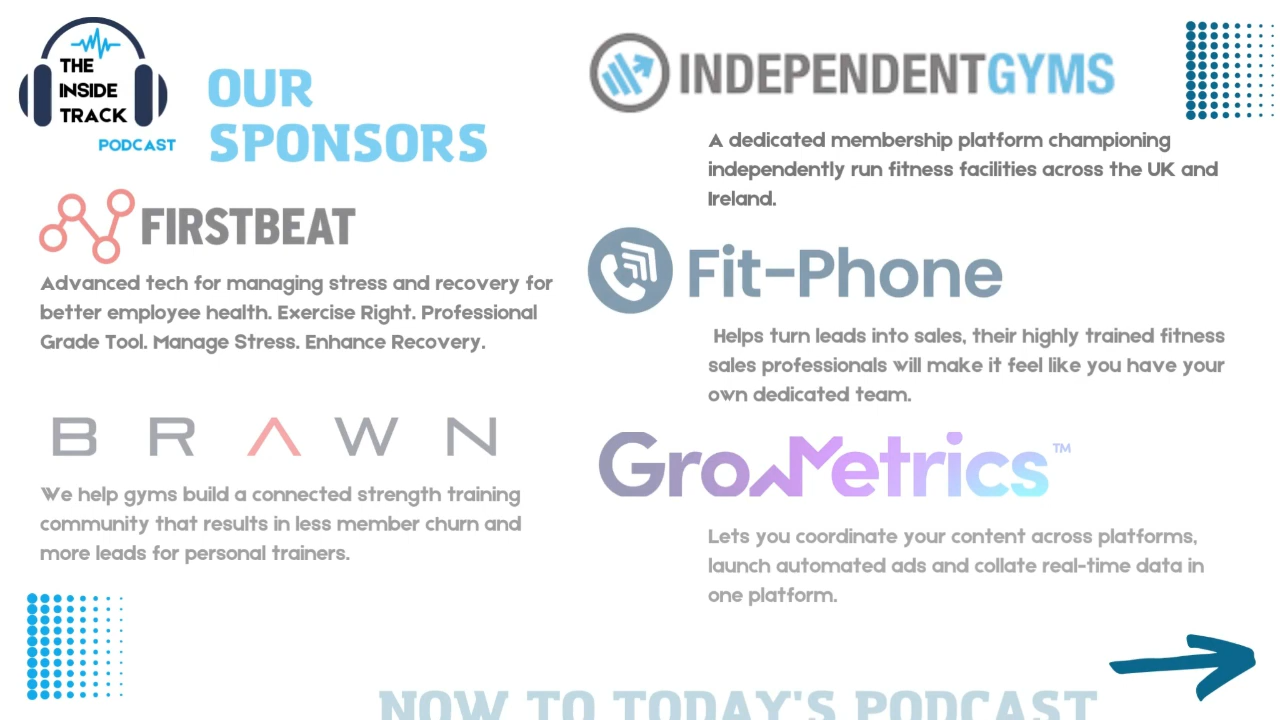 THE
INSIDE
TRACK
PODCAST
OUR
SPONSORS
FIRSTBEAT
Advanced tech for managing stress and recovery for
better employee health. Exercise Right. Professional
Grade Tool. Manage Stress. Enhance Recovery.
BRAWN
We help gyms build a connected strength training
community that results in less member churn and
more leads for personal trainers.
INDEPENDENTGYMS
A dedicated membership platform championing
independently run fitness facilities across the UK and
Ireland.
Fit-Phone
Helps turn leads into sales, their highly trained fitness
sales professionals will make it feel like you have your
own dedicated team.
GrowMetrics™
Lets you coordinate your content across platforms,
launch automated ads and collate real-time data in
one platform.
NOW TO TODAY'S PODCAST